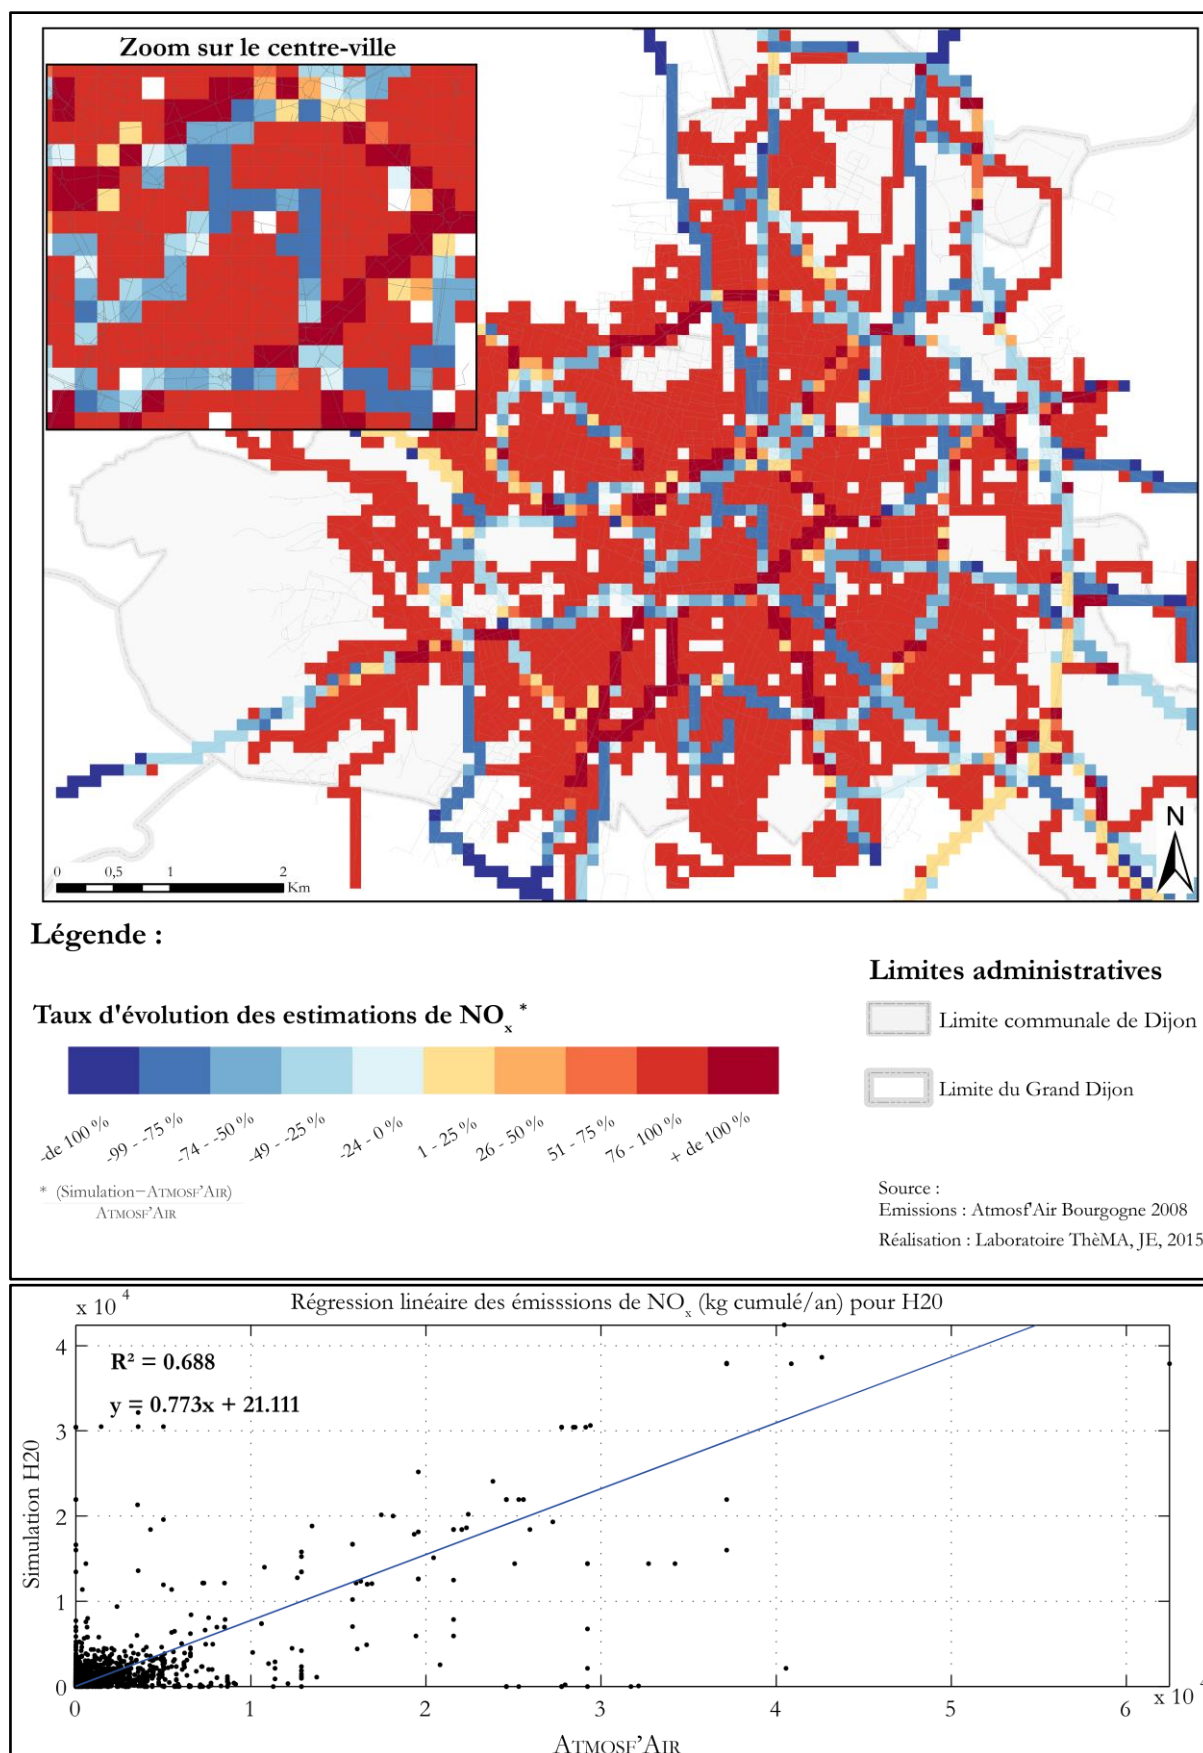 Zoom sur le centre-ville
N
0 0,5 1 2
Km
Légende :
Taux d'évolution des estimations de NOx *
-de 100 %
-99 - -75 %
-74 - -50 %
-49 - -25 %
-24 - 0 %
1 - 25 %
26 - 50 %
51 - 75 %
76 - 100 %
+ de 100 %
* (Simulation−ATMOSF'AIR)
ATMOSF'AIR
Limites administratives
Limite communale de Dijon
Limite du Grand Dijon
Source :
Emissions : Atmosf'Air Bourgogne 2008
Réalisation : Laboratoire ThèMA, JE, 2015
x 10^4
Régression linéaire des émisssions de NOx (kg cumulé/an) pour H20
R² = 0.688
y = 0.773x + 21.111
Simulation H20
4
3
2
1
0
0 1 2 3 4 5 6
x 10^4
ATMOSF'AIR